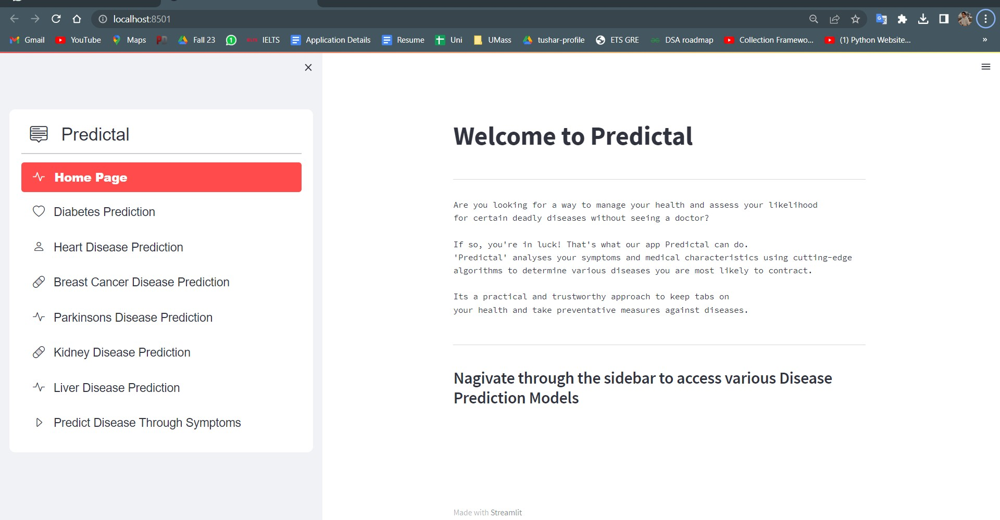 localhost:8501
Gmail YouTube Maps Fall 23 1 IELTS IELTS Application Details Resume Uni UMass tushar-profile ETS GRE DSA roadmap Collection Framewo... (1) Python Website... »
Predictal
Home Page
Diabetes Prediction
Heart Disease Prediction
Breast Cancer Disease Prediction
Parkinsons Disease Prediction
Kidney Disease Prediction
Liver Disease Prediction
Predict Disease Through Symptoms
Welcome to Predictal
Are you looking for a way to manage your health and assess your likelihood
for certain deadly diseases without seeing a doctor?
If so, you're in luck! That's what our app Predictal can do.
'Predictal' analyses your symptoms and medical characteristics using cutting-edge
algorithms to determine various diseases you are most likely to contract.
Its a practical and trustworthy approach to keep tabs on
your health and take preventative measures against diseases.
Nagivate through the sidebar to access various Disease
Prediction Models
Made with Streamlit